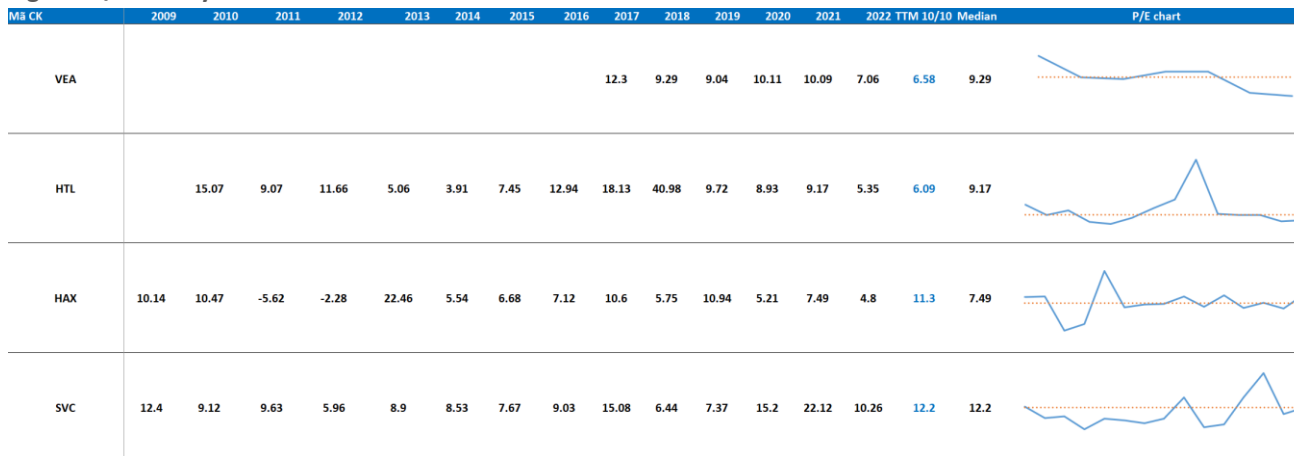 Mã CK 2009 2010 2011 2012 2013 2014 2015 2016 2017 2018 2019 2020 2021 2022 TTM 10/10 Median P/E chart
VEA 12.3 9.29 9.04 10.11 10.09 7.06 6.58 9.29
HTL 15.07 9.07 11.66 5.06 3.91 7.45 12.94 18.13 40.98 9.72 8.93 9.17 5.35 6.09 9.17
HAX 10.14 10.47 -5.62 -2.28 22.46 5.54 6.68 7.12 10.6 5.75 10.94 5.21 7.49 4.8 11.3 7.49
SVC 12.4 9.12 9.63 5.96 8.9 8.53 7.67 9.03 15.08 6.44 7.37 15.2 22.12 10.26 12.2 12.2